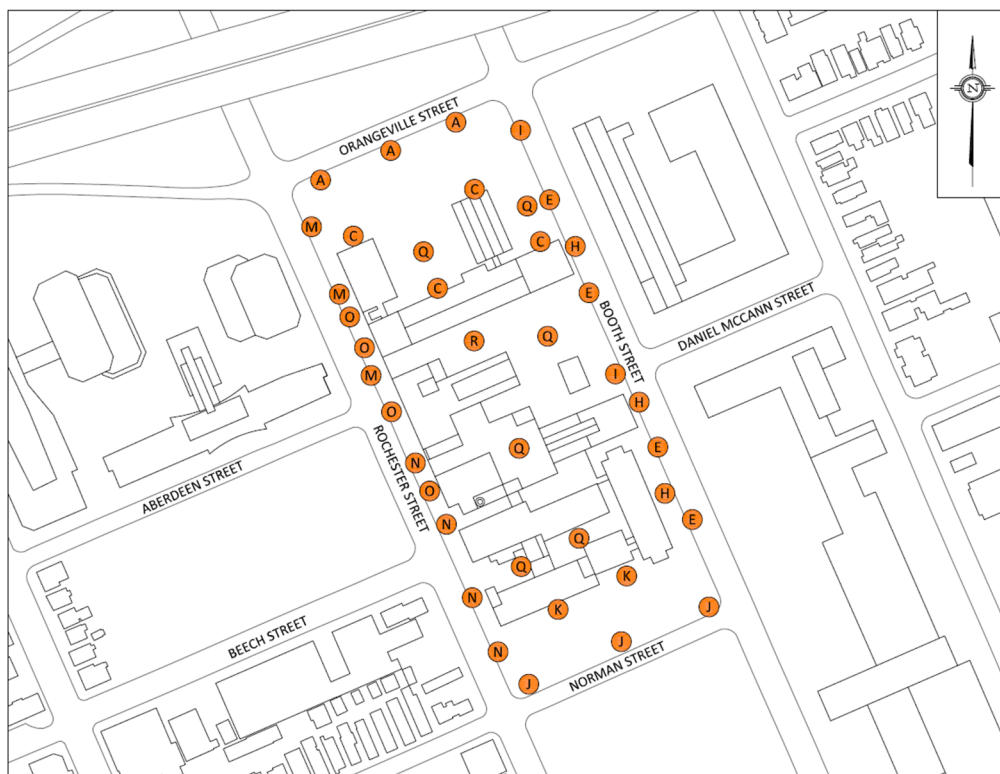 ORANGEVILLE STREET
A
I
A
A
N
C
E
Q
M
C
C
H
Q
C
E
M
O
BOOTH STREET
DANIEL MCCANN STREET
R
Q
O
M
I
H
O
ROCHESTER STREET
E
Q
N
ABERDEEN STREET
O
H
N
E
Q
Q
K
N
K
J
BEECH STREET
J
N
NORMAN STREET
J